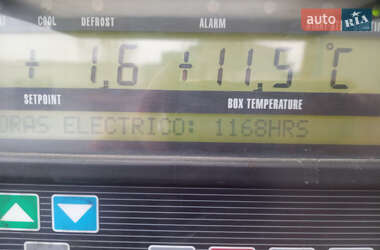 COOL DEFROST ALARM
auto RIA
+ 1,6 +11,5 °C
SETPOINT BOX TEMPERATURE
ORAS ELECTRICO: 1168HRS